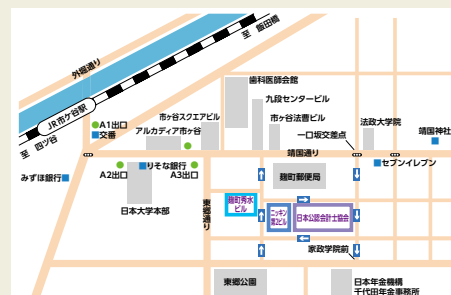 至 飯田橋
外堀通り
JR市ケ谷駅
至 四ツ谷
A1出口
交番
市ケ谷スクエアビル
アルカディア市ヶ谷
歯科医師会館
九段センタービル
市ヶ谷法曹ビル
一口坂交差点
法政大学院
靖国神社
靖国通り
みずほ銀行
A2出口
りそな銀行
A3出口
セブンイレブン
麹町郵便局
日本大学本部
東郷通り
麹町秀水
ビル
ニッキン
第2ビル
日本公認会計士協会
家政学院前
東郷公園
日本年金機構
千代田年金事務所